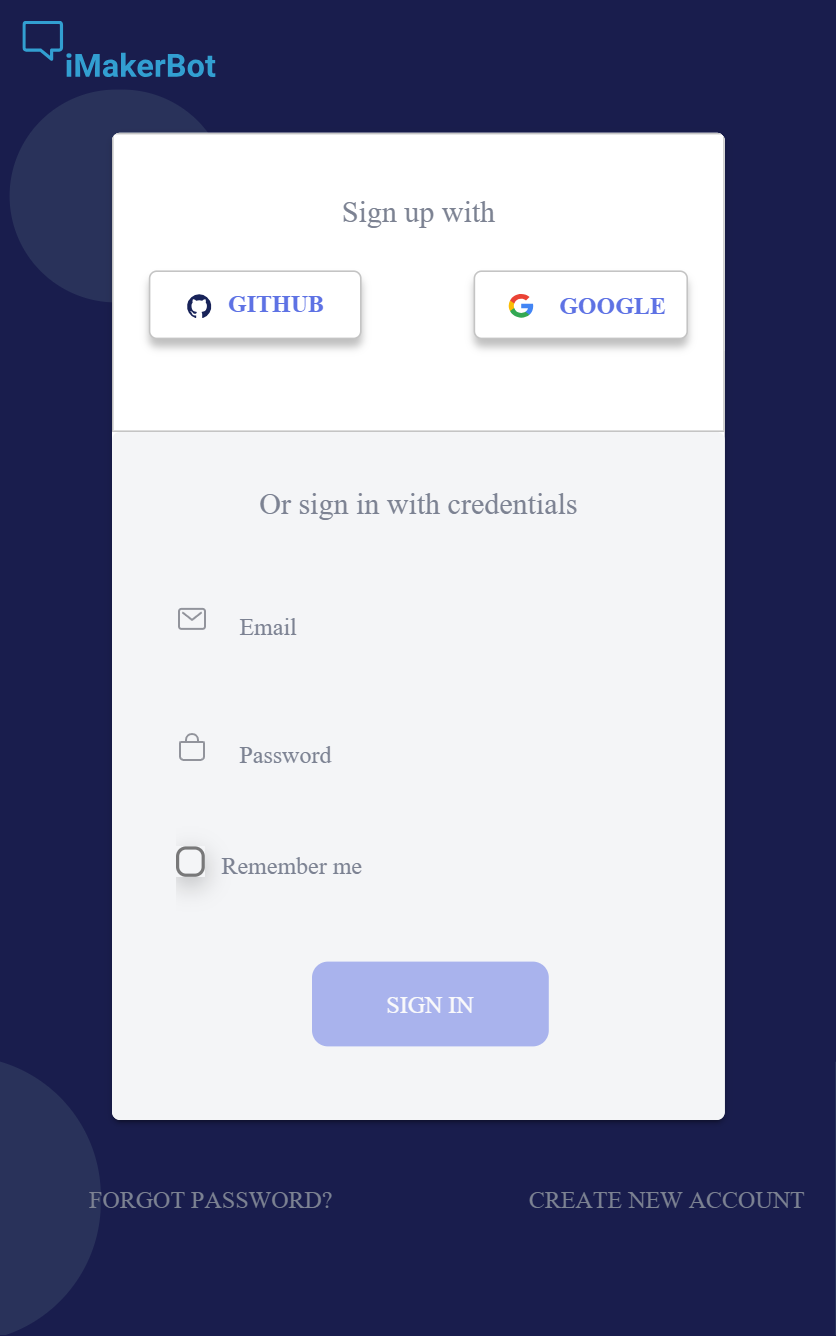 iMakerBot
Sign up with
GITHUB
GOOGLE
Or sign in with credentials
Email
Password
Remember me
SIGN IN
FORGOT PASSWORD?
CREATE NEW ACCOUNT